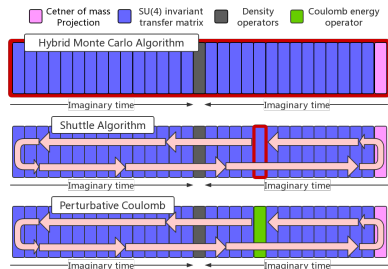 Cetner of mass
Projection
SU(4) invariant
transfer matrix
Density
operators
Coulomb energy
operator
Hybrid Monte Carlo Algorithm
Imaginary time
Imaginary time
Shuttle Algorithm
Imaginary time
Imaginary time
Perturbative Coulomb
Imaginary time
Imaginary time